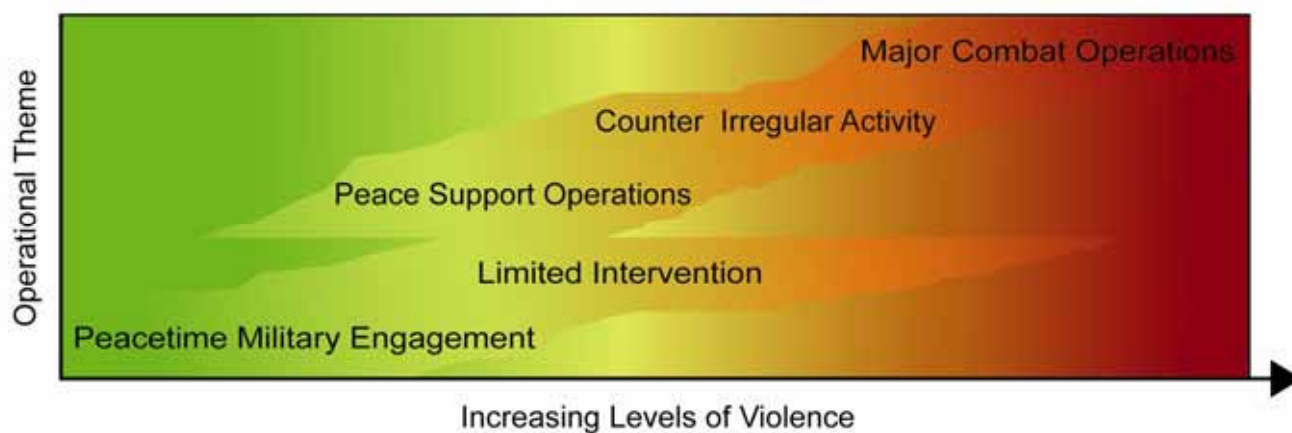 Major Combat Operations
Counter Irregular Activity
Peace Support Operations
Limited Intervention
Peacetime Military Engagement
Operational Theme
Increasing Levels of Violence